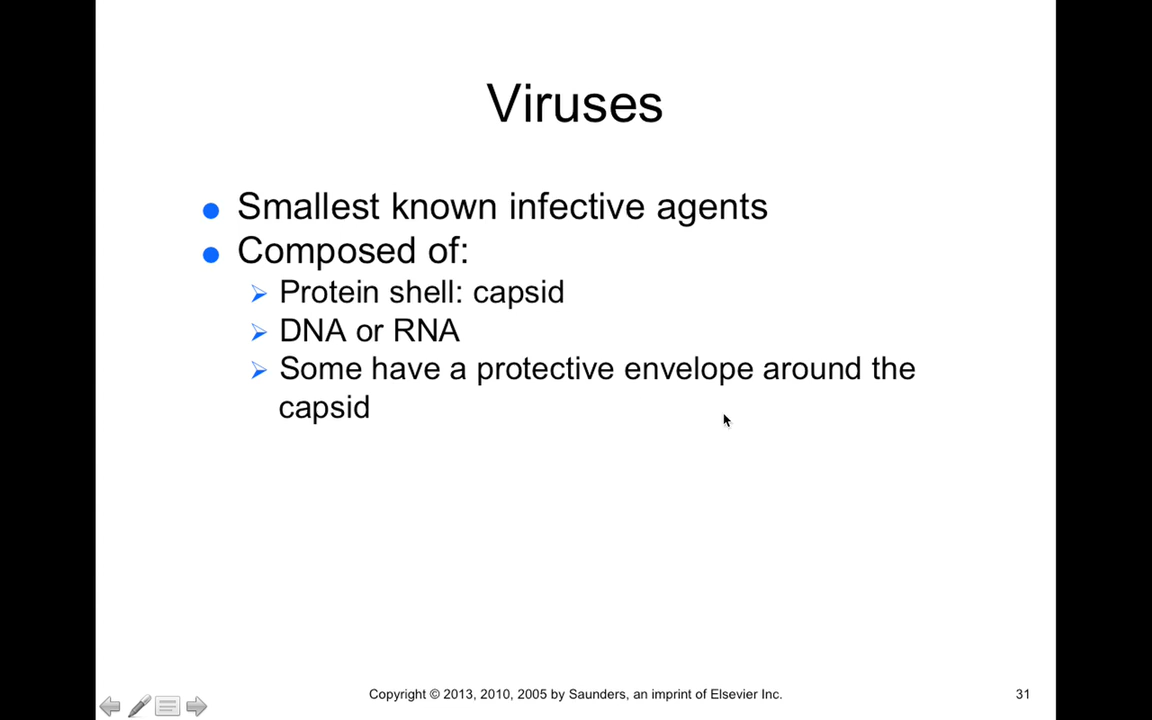 Viruses
Smallest known infective agents
Composed of:
Protein shell: capsid
DNA or RNA
Some have a protective envelope around the
capsid
Copyright © 2013, 2010, 2005 by Saunders, an imprint of Elsevier Inc.
31